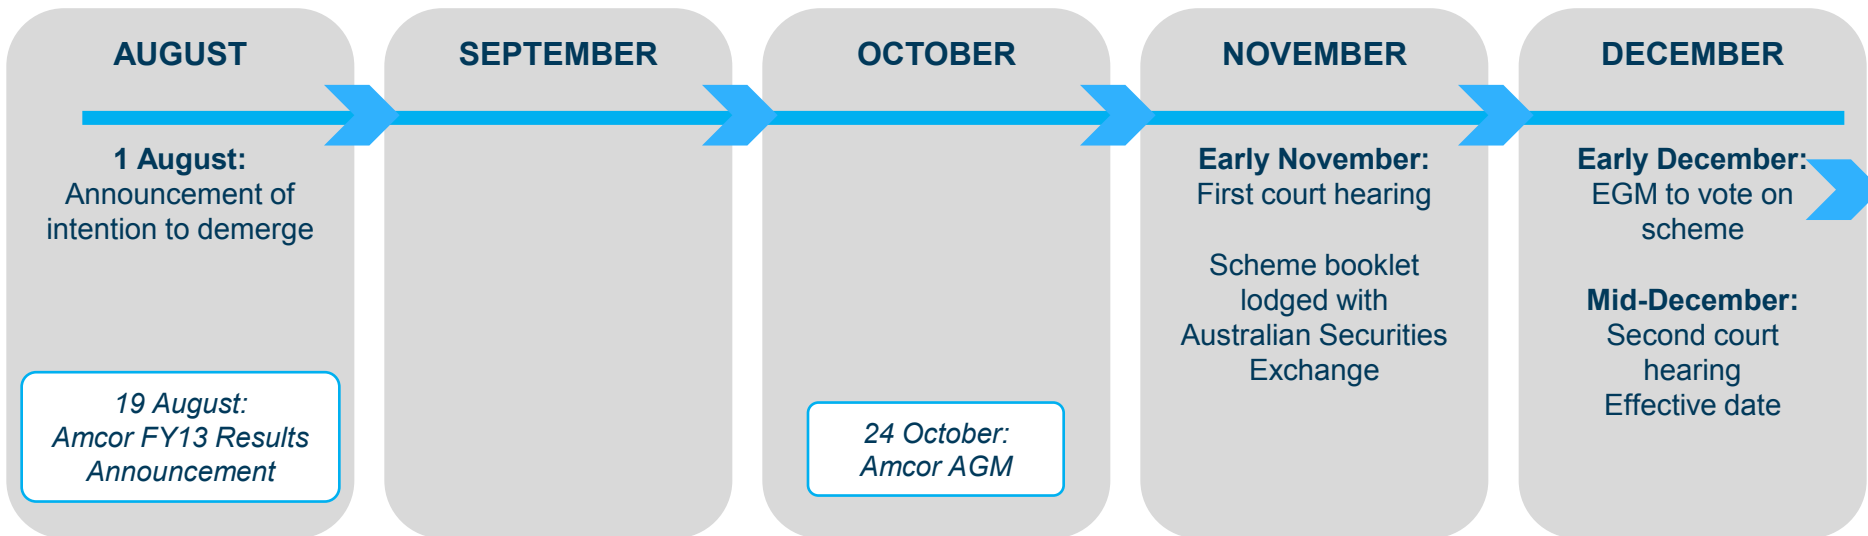 AUGUST
1 August:
Announcement of
intention to demerge
19 August:
Amcor FY13 Results
Announcement
SEPTEMBER
OCTOBER
24 October:
Amcor AGM
NOVEMBER
Early November:
First court hearing
Scheme booklet
lodged with
Australian Securities
Exchange
DECEMBER
Early December:
EGM to vote on
scheme
Mid-December:
Second court
hearing
Effective date